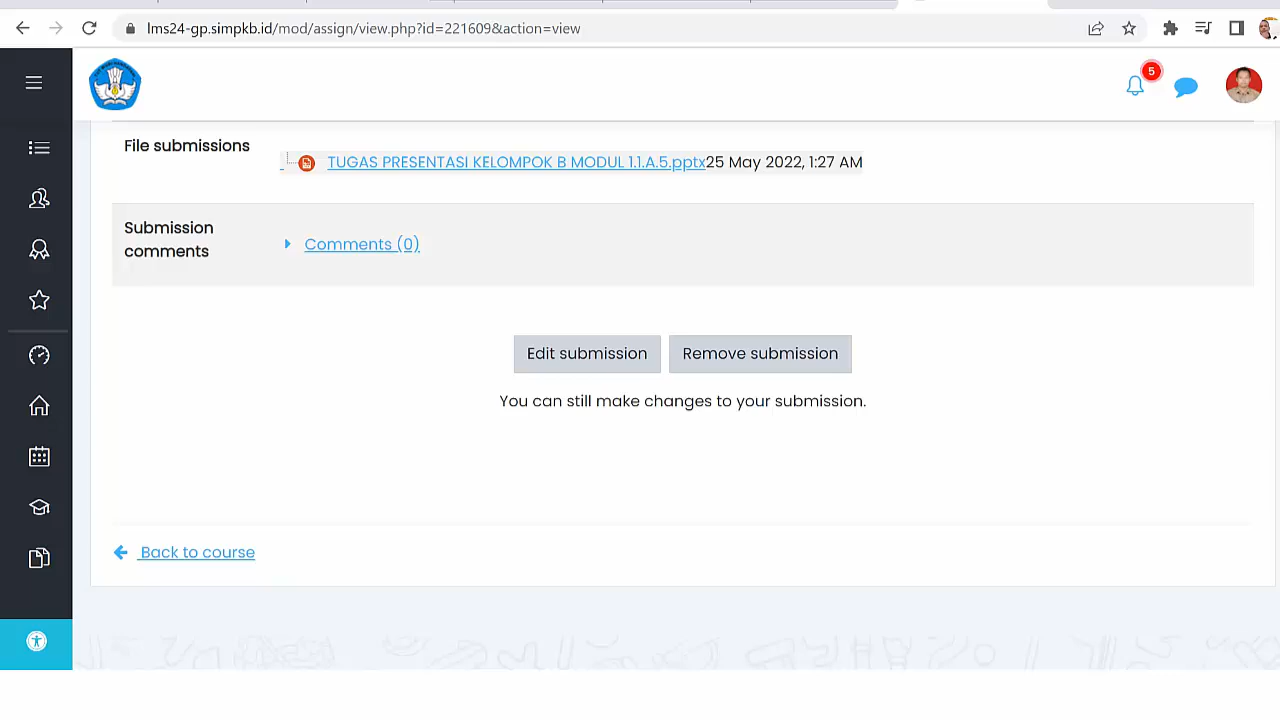 lms24-gp.simpkb.id/mod/assign/view.php?id=221609&action=view
5
File submissions
TUGAS PRESENTASI KELOMPOK B MODUL 1.1.A.5.pptx25 May 2022, 1:27 AM
Submission
comments
Comments (0)
Edit submission
Remove submission
You can still make changes to your submission.
Back to course